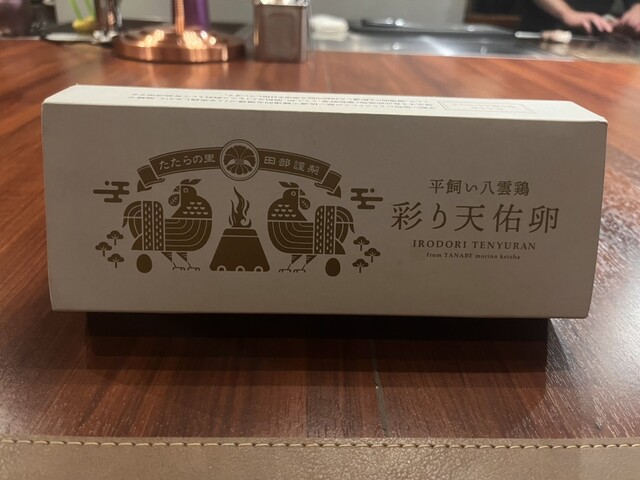 たたらの里
田部謹製
平飼い八雲鶏
彩り天佑卵
IRODORI TENYURAN
from TANABE morino keisha